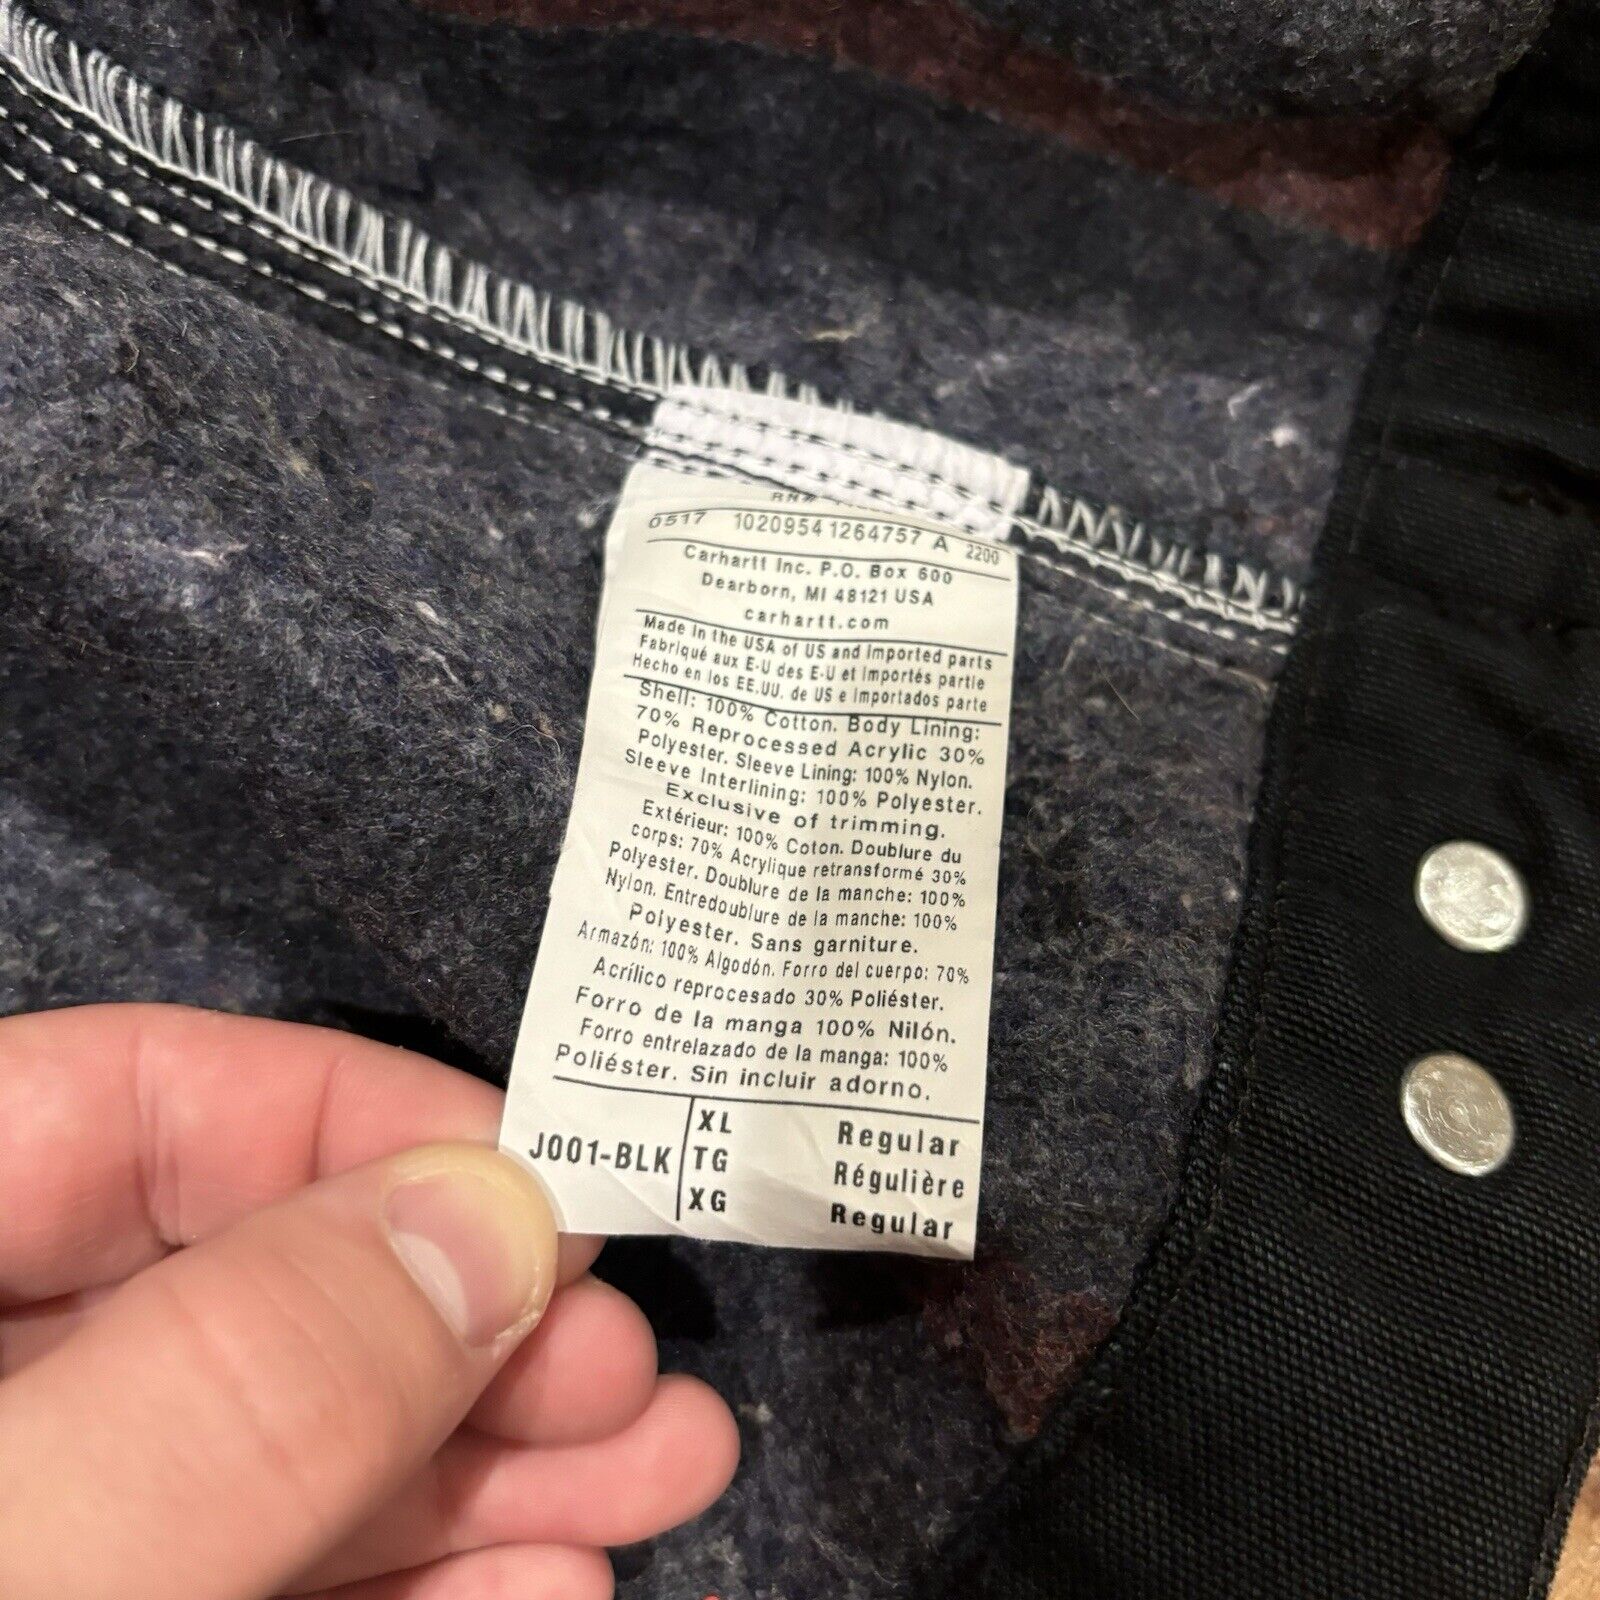 0517 1020954 1264757 A 2200
Carhartt Inc. P.O. Box 600
Dearborn, MI 48121 USA
carhartt.com
Made in the USA of US and Imported parts
Fabriqué aux E-U des E-U et Importés partie
Hecho en los EE.UU. de US e Importados parte
Shell: 100% Cotton. Body Lining:
70% Reprocessed Acrylic 30%
Polyester. Sleeve Lining: 100% Nylon.
Sleeve Interlining: 100% Polyester.
Exclusive of trimming.
Extérieur: 100% Coton. Doublure du
corps: 70% Acrylique retransformé 30%
Polyester. Doublure de la manche: 100%
Nylon. Entredoublure de la manche: 100%
Polyester. Sans garniture.
Armazón: 100% Algodón. Forro del cuerpo: 70%
Acrílico reprocesado 30% Poliéster.
Forro de la manga 100% Nilón.
Forro entrelazado de la manga: 100%
Poliéster. Sin incluir adorno.
XL Regular
J001-BLK TG Régulière
XG Regular